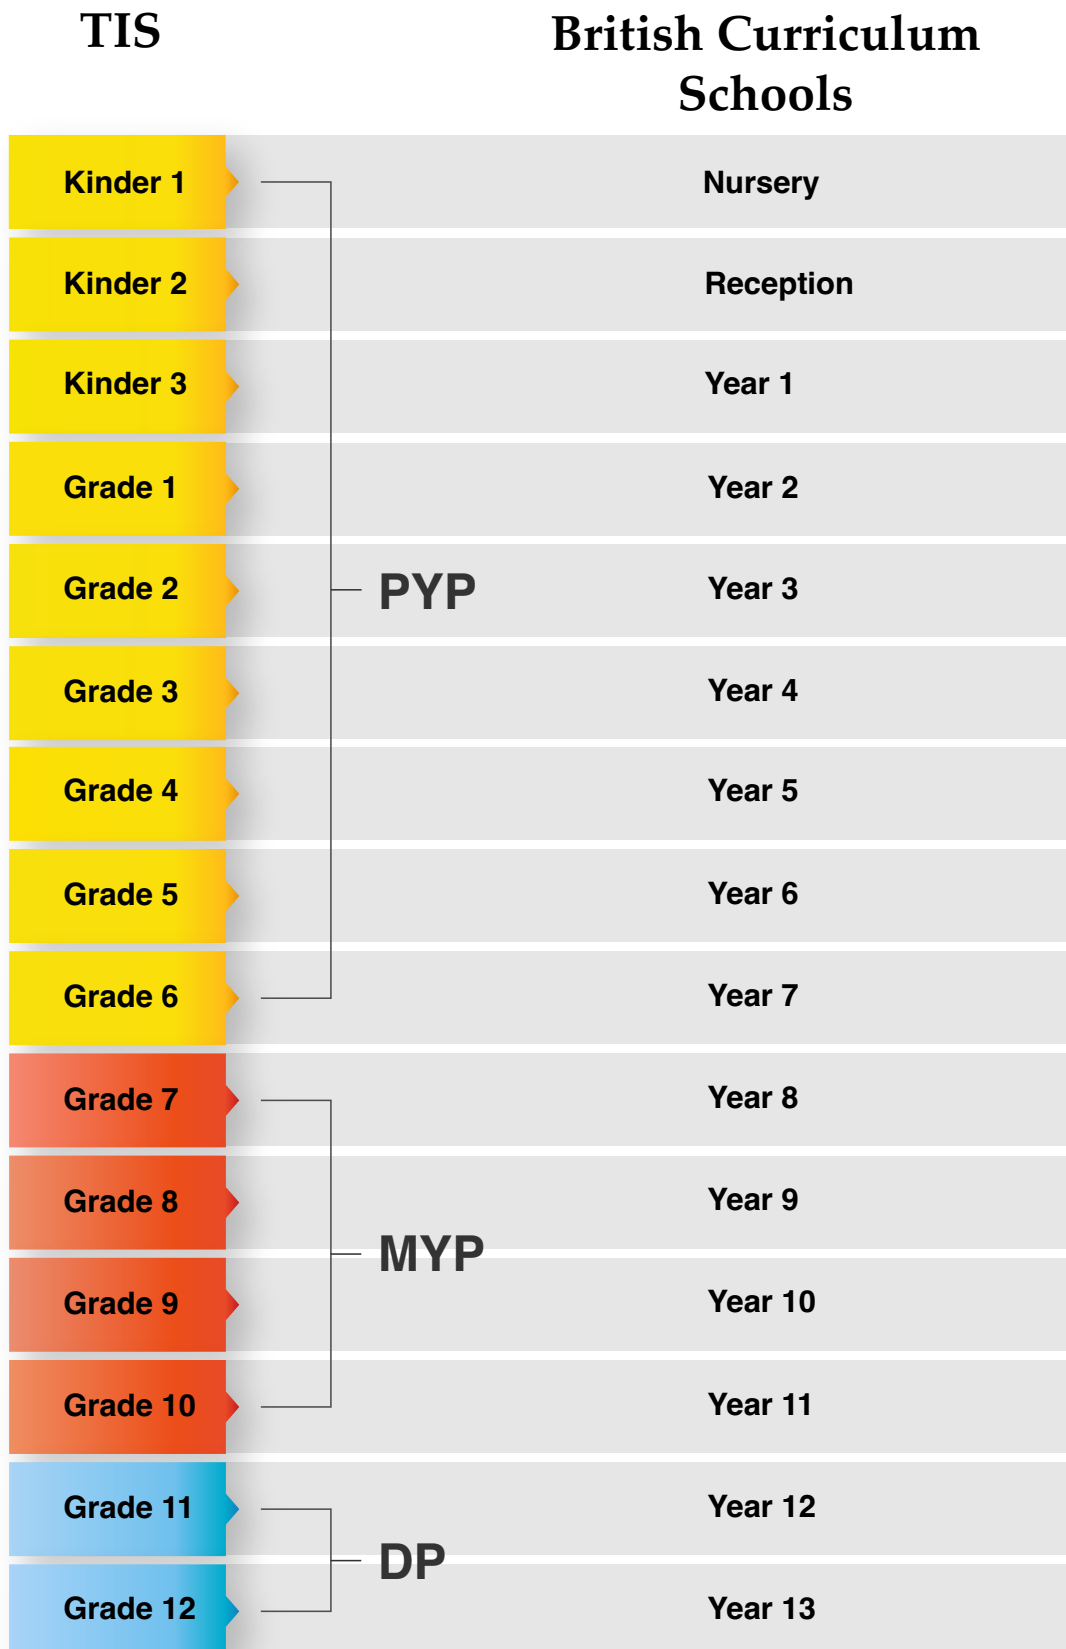 TIS
British Curriculum
Schools
Kinder 1
Nursery
Kinder 2
Reception
Kinder 3
Year 1
Grade 1
Year 2
Grade 2
PYP
Year 3
Grade 3
Year 4
Grade 4
Year 5
Grade 5
Year 6
Grade 6
Year 7
Grade 7
Year 8
Grade 8
Year 9
MYP
Grade 9
Year 10
Grade 10
Year 11
Grade 11
Year 12
DP
Grade 12
Year 13